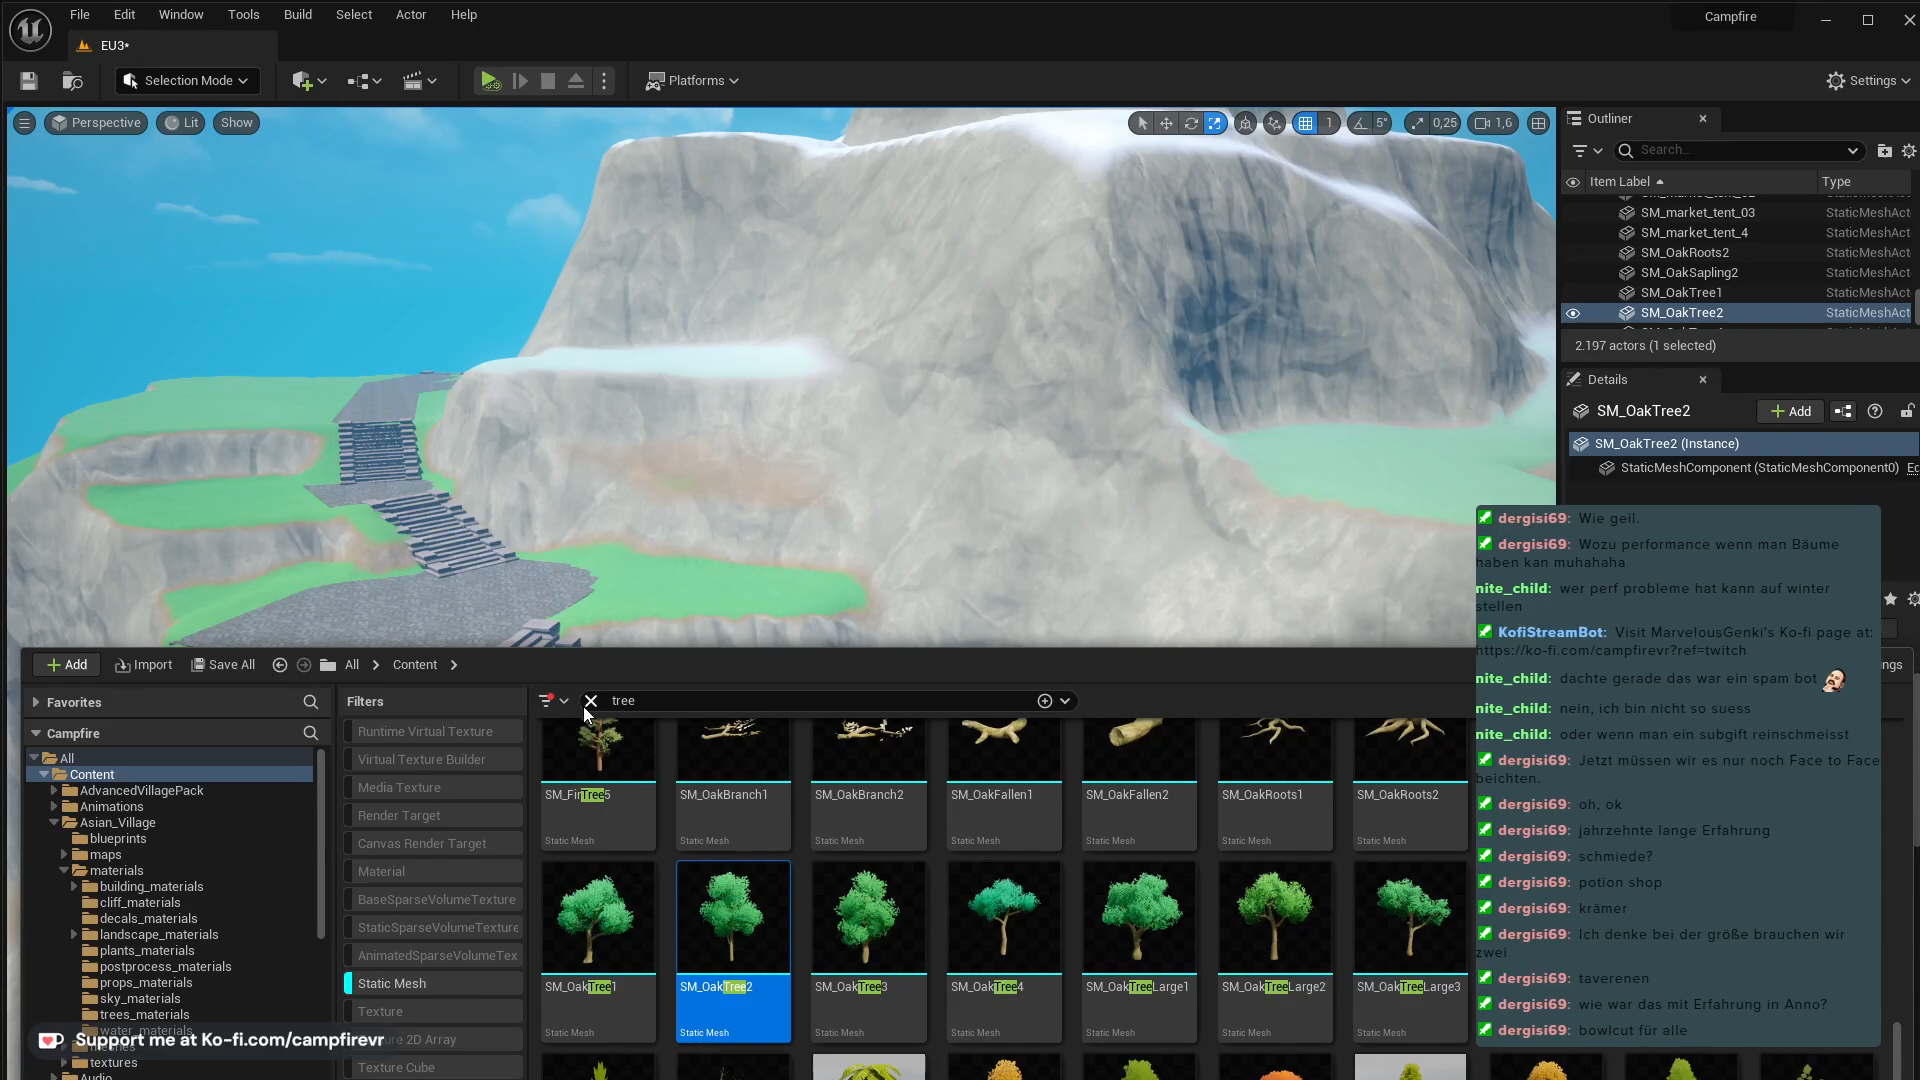 File Edit Window Tools Build Select Actor Help
Campfire
EU3*
Selection Mode
Platforms
Settings
Perspective Lit Show
1 5° 0,25 1,6
Outliner
Search...
Item Label Type
SM_market_tent_03 StaticMeshAct
SM_market_tent_4 StaticMeshAct
SM_OakRoots2 StaticMeshAct
SM_OakSapling2 StaticMeshAct
SM_OakTree1 StaticMeshAct
SM_OakTree2 StaticMeshAct
2.197 actors (1 selected)
Details
SM_OakTree2 Add
SM_OakTree2 (Instance)
StaticMeshComponent (StaticMeshComponent0)
dergisi69: Wie geil.
dergisi69: Wozu performance wenn man Bäume
haben kan muhahaha
nite_child: wer perf probleme hat kann auf winter
stellen
KofiStreamBot: Visit MarvelousGenki's Ko-fi page at:
https://ko-fi.com/campfirevr?ref=twitch
nite_child: dachte gerade das war ein spam bot
nite_child: nein, ich bin nicht so suess
nite_child: oder wenn man ein subgift reinschmeisst
dergisi69: Jetzt müssen wir es nur noch Face to Face
beichten.
dergisi69: oh, ok
dergisi69: jahrzehnte lange Erfahrung
dergisi69: schmiede?
dergisi69: potion shop
dergisi69: krämer
dergisi69: Ich denke bei der größe brauchen wir
zwei
dergisi69: taverenen
dergisi69: wie war das mit Erfahrung in Anno?
dergisi69: bowlcut für alle
Add Import Save All All Content
ngs
Favorites
Campfire
All
Content
AdvancedVillagePack
Animations
Asian_Village
blueprints
maps
materials
building_materials
cliff_materials
decals_materials
landscape_materials
plants_materials
postprocess_materials
props_materials
sky_materials
trees_materials
water_materials
textures
Audio
Support me at Ko-fi.com/campfirevr
Filters
Runtime Virtual Texture
Virtual Texture Builder
Media Texture
Render Target
Canvas Render Target
Material
BaseSparseVolumeTexture
StaticSparseVolumeTexture
AnimatedSparseVolumeTex
Static Mesh
Texture
2D Array
Texture Cube
tree
SM_FirTree5 SM_OakBranch1 SM_OakBranch2 SM_OakFallen1 SM_OakFallen2 SM_OakRoots1 SM_OakRoots2
Static Mesh Static Mesh Static Mesh Static Mesh Static Mesh Static Mesh Static Mesh
SM_OakTree1 SM_OakTree2 SM_OakTree3 SM_OakTree4 SM_OakTreeLarge1 SM_OakTreeLarge2 SM_OakTreeLarge3
Static Mesh Static Mesh Static Mesh Static Mesh Static Mesh Static Mesh Static Mesh